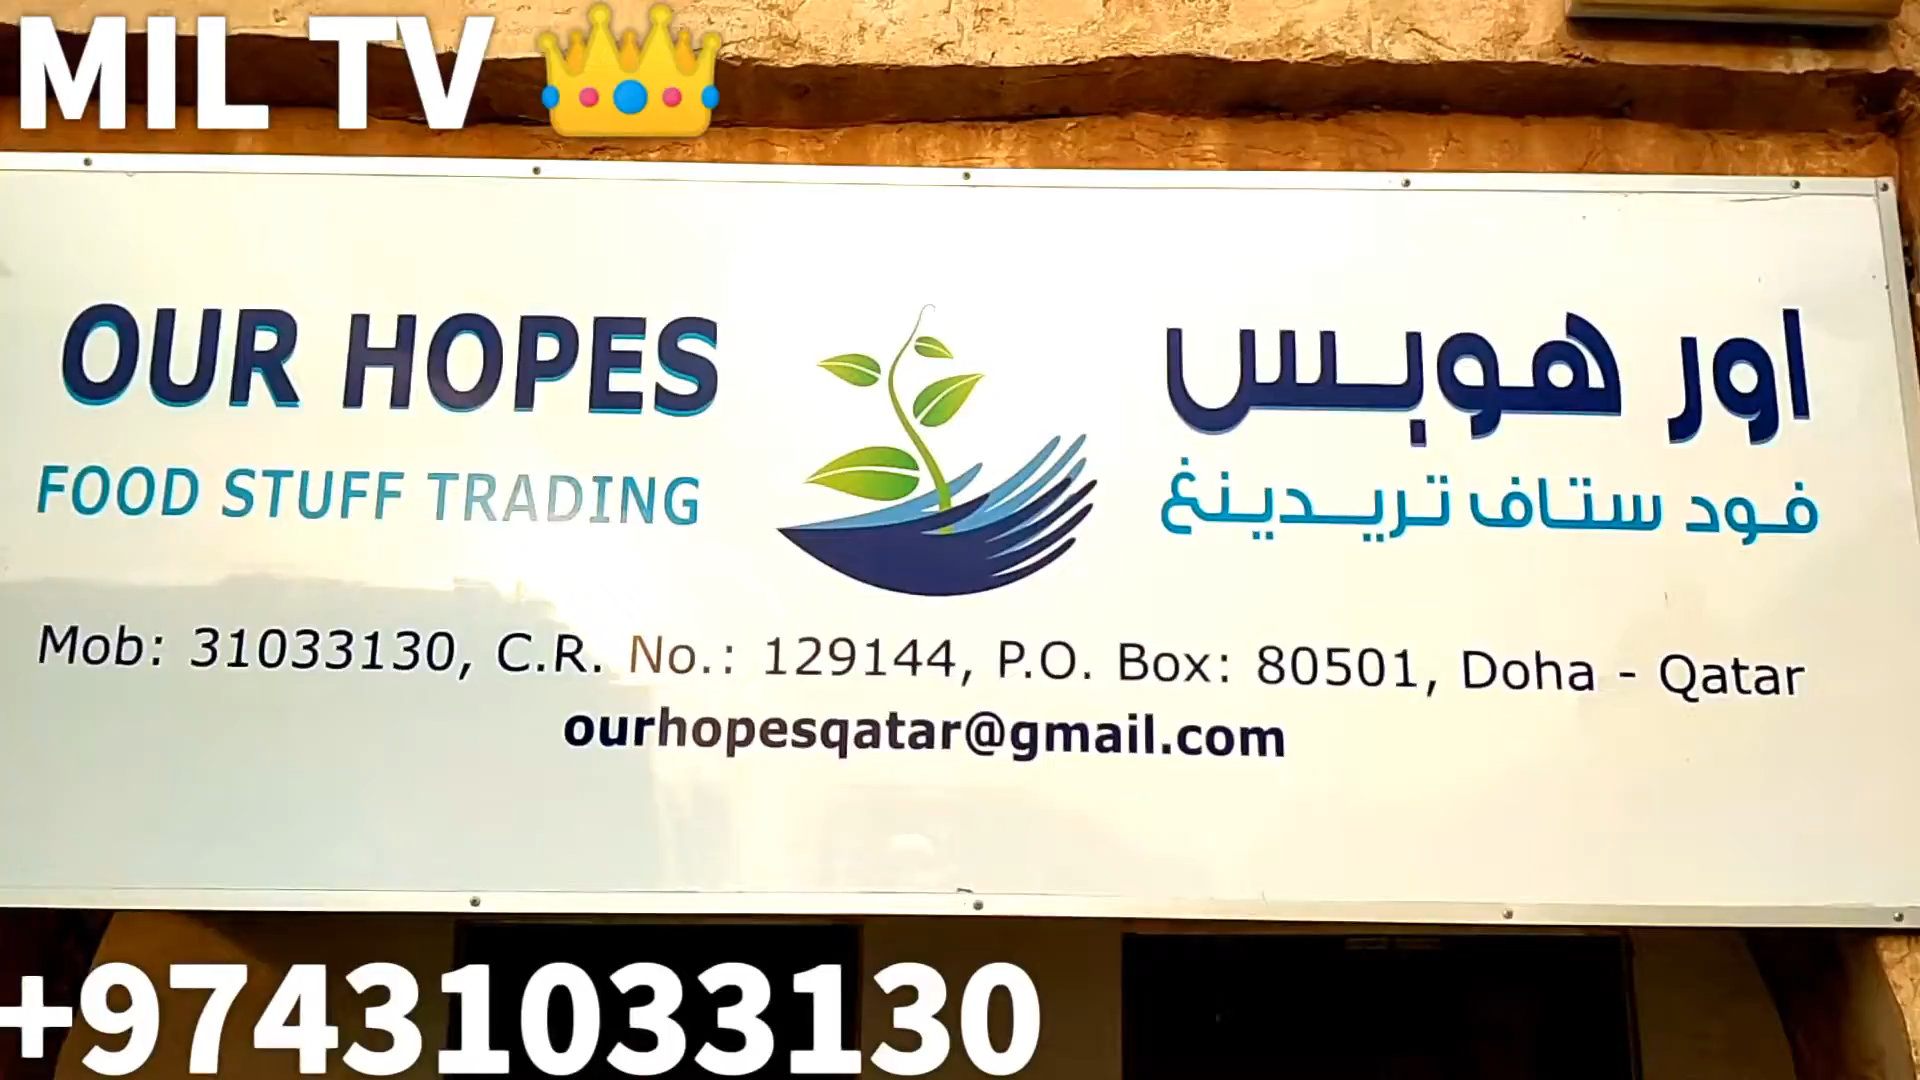 MIL TV 👑
OUR HOPES
FOOD STUFF TRADING
اور هوبس
فود ستاف تريدينغ
Mob: 31033130, C.R. No.: 129144, P.O. Box: 80501, Doha - Qatar
ourhopesqatar@gmail.com
+97431033130